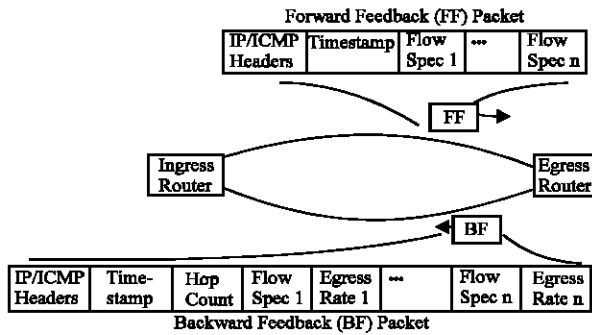 Forward Feedback (FF) Packet
IP/ICMP Headers Timestamp Flow Spec 1 ... Flow Spec n
FF
Ingress Router
Egress Router
BF
IP/ICMP Headers Time-stamp Hop Count Flow Spec 1 Egress Rate 1 ... Flow Spec n Egress Rate n
Backward Feedback (BF) Packet